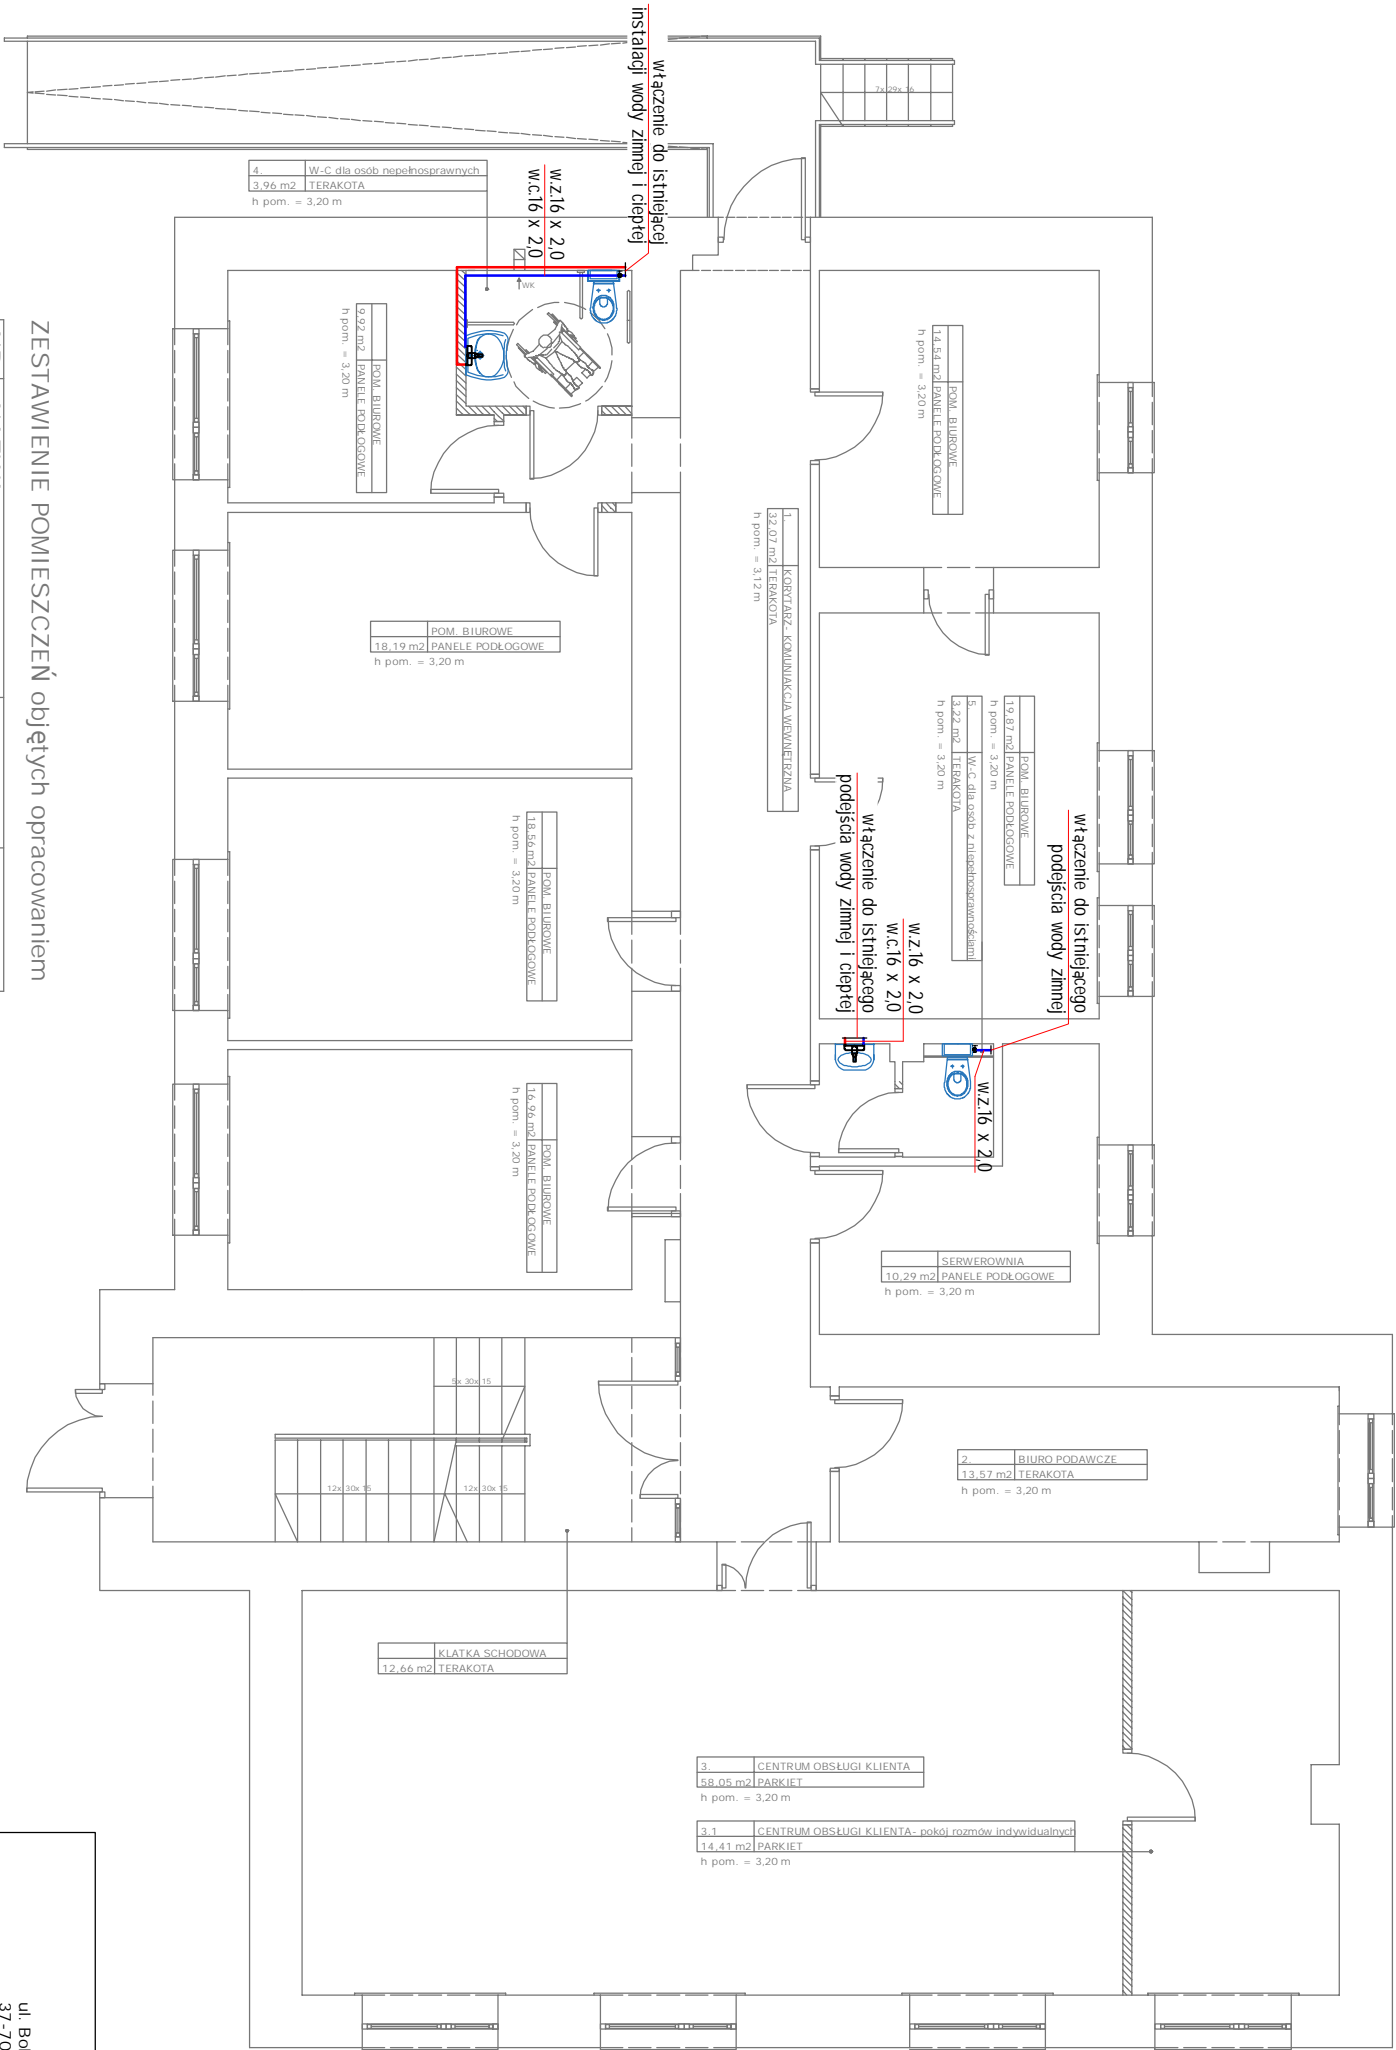 7x 29x 16
włączenie do istniejącej
instalacji wody zimnej i ciepłej
4. W-C dla osób nepełnosprawnych
3,96 m2 TERAKOTA
h pom. = 3,20 m
w.z.16 x 2,0
w.c.16 x 2,0
WK
POM. BIUROWE
9,92 m2 PANELE PODŁOGOWE
h pom. = 3,20 m
POM. BIUROWE
14,54 m2 PANELE PODŁOGOWE
h pom. = 3,20 m
1. KORYTARZ- KOMUNIAKCJA WEWNĘTRZNA
32,07 m2 TERAKOTA
h pom. = 3,12 m
POM. BIUROWE
18,19 m2 PANELE PODŁOGOWE
h pom. = 3,20 m
POM. BIUROWE
19,87 m2 PANELE PODŁOGOWE
h pom. = 3,20 m
5. W-C dla osób z niepełnosprawnościami
3,22 m2 TERAKOTA
h pom. = 3,20 m
włączenie do istniejącego
podejścia wody zimnej
włączenie do istniejącego
podejścia wody zimnej i ciepłej
w.z.16 x 2,0
w.c.16 x 2,0
w.z.16 x 2,0
POM. BIUROWE
18,56 m2 PANELE PODŁOGOWE
h pom. = 3,20 m
POM. BIUROWE
16,96 m2 PANELE PODŁOGOWE
h pom. = 3,20 m
SERWEROWNIA
10,29 m2 PANELE PODŁOGOWE
h pom. = 3,20 m
5x 30x 15
12x 30x 15
12x 30x 15
2. BIURO PODAWCZE
13,57 m2 TERAKOTA
h pom. = 3,20 m
KLATKA SCHODOWA
12,66 m2 TERAKOTA
3. CENTRUM OBSŁUGI KLIENTA
58,05 m2 PARKIET
h pom. = 3,20 m
3.1 CENTRUM OBSŁUGI KLIENTA- pokój rozmów indywidualnych
14,41 m2 PARKIET
h pom. = 3,20 m
ZESTAWIENIE POMIESZCZEŃ objętych opracowaniem
ul. Bol
37-70